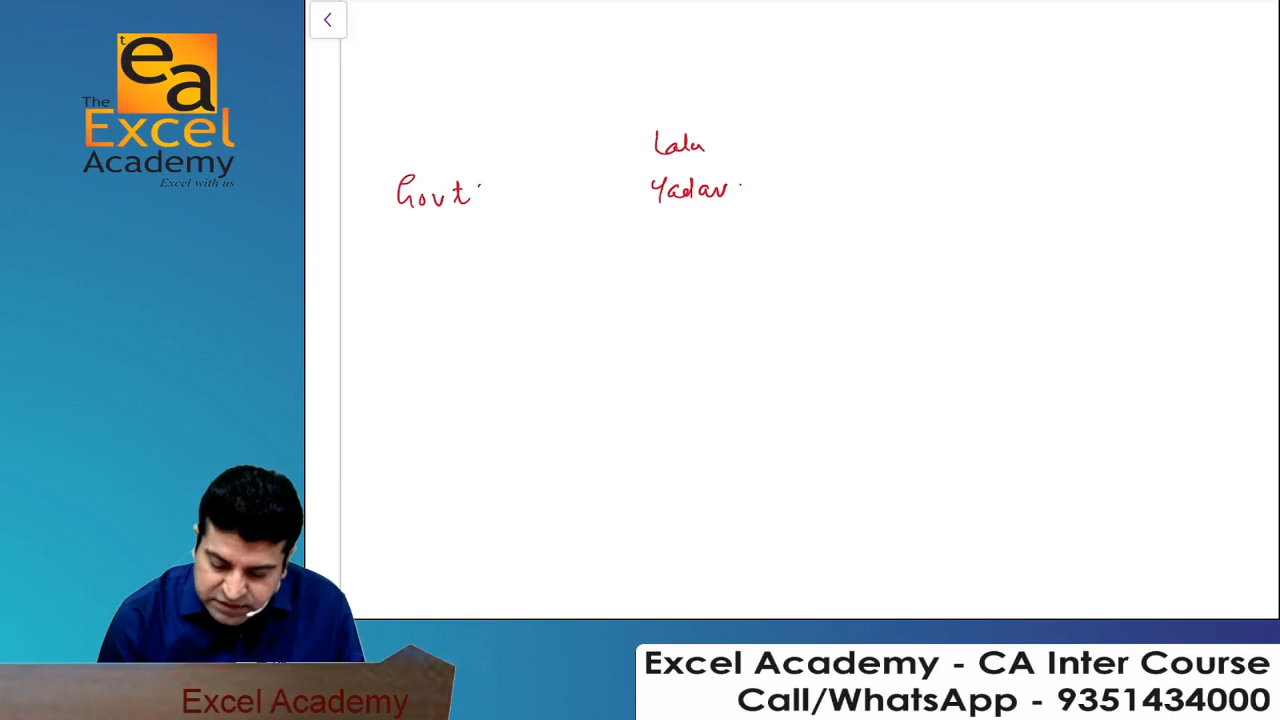 t
ea
The
Excel
Academy
Excel with us
Lalu
Yadav
Govt
Excel Academy
Excel Academy - CA Inter Course
Call/WhatsApp - 9351434000